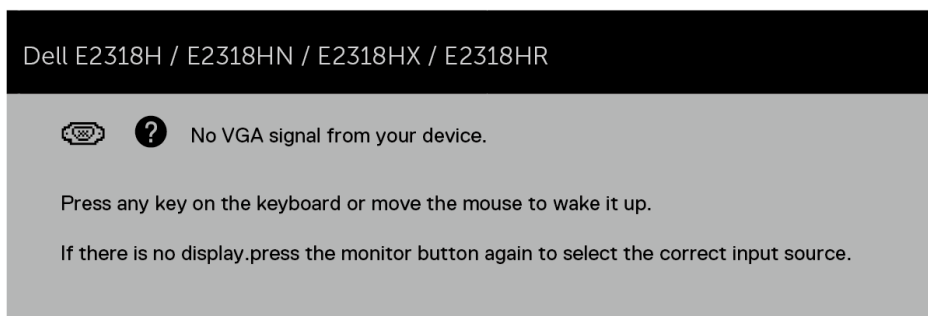 Dell E2318H / E2318HN / E2318HX / E2318HR
? No VGA signal from your device.
Press any key on the keyboard or move the mouse to wake it up.
If there is no display.press the monitor button again to select the correct input source.